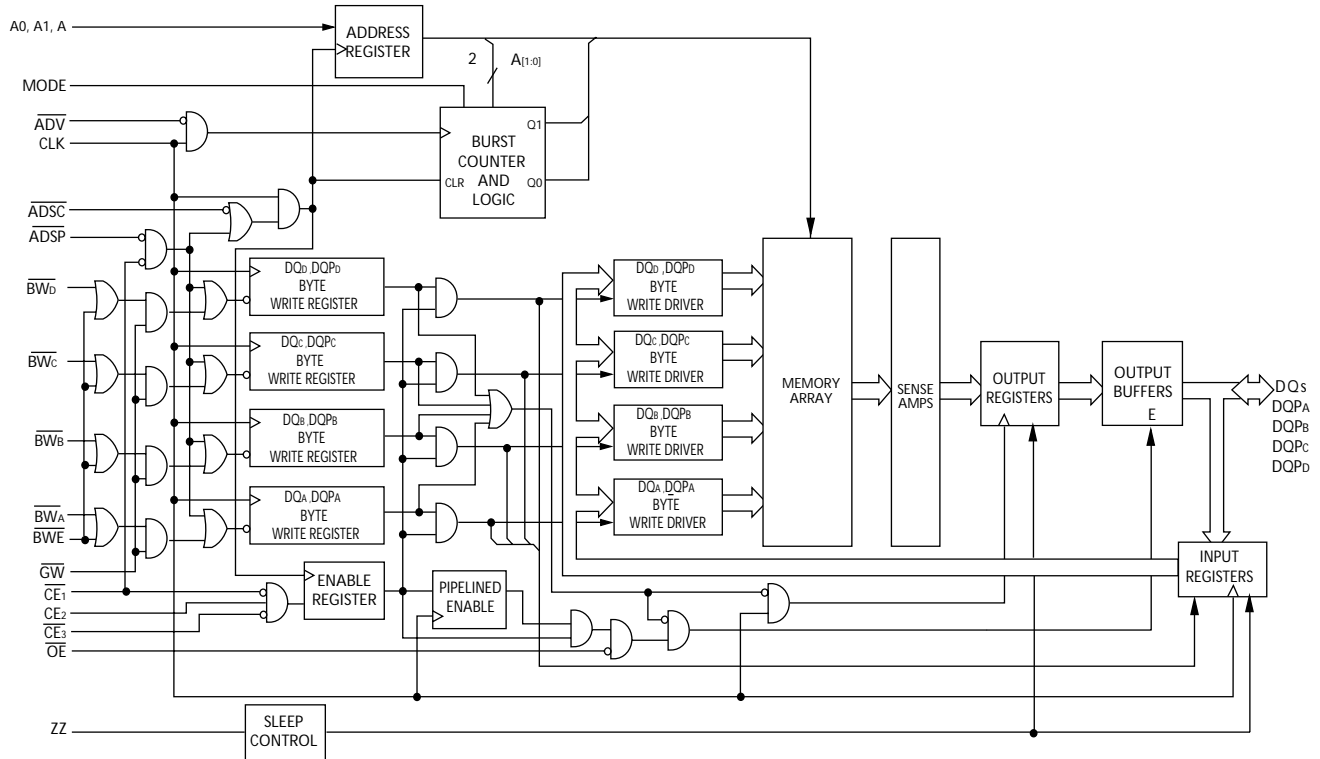 A0, A1, A
ADDRESS
REGISTER
2
A[1:0]
MODE
ADV
CLK
BURST
COUNTER
AND
LOGIC
CLR
Q1
Q0
ADSC
ADSP
BWD
BWC
BWB
BWA
BWE
GW
CE1
CE2
CE3
OE
ZZ
DQD ,DQPD
BYTE
WRITE REGISTER
DQC ,DQPC
BYTE
WRITE REGISTER
DQB ,DQPB
BYTE
WRITE REGISTER
DQA ,DQPA
BYTE
WRITE REGISTER
ENABLE
REGISTER
PIPELINED
ENABLE
SLEEP
CONTROL
DQD ,DQPD
BYTE
WRITE DRIVER
DQC ,DQPC
BYTE
WRITE DRIVER
DQB ,DQPB
BYTE
WRITE DRIVER
DQA ,DQPA
BYTE
WRITE DRIVER
MEMORY
ARRAY
SENSE
AMPS
OUTPUT
REGISTERS
OUTPUT
BUFFERS
E
DQs
DQPA
DQPB
DQPC
DQPD
INPUT
REGISTERS